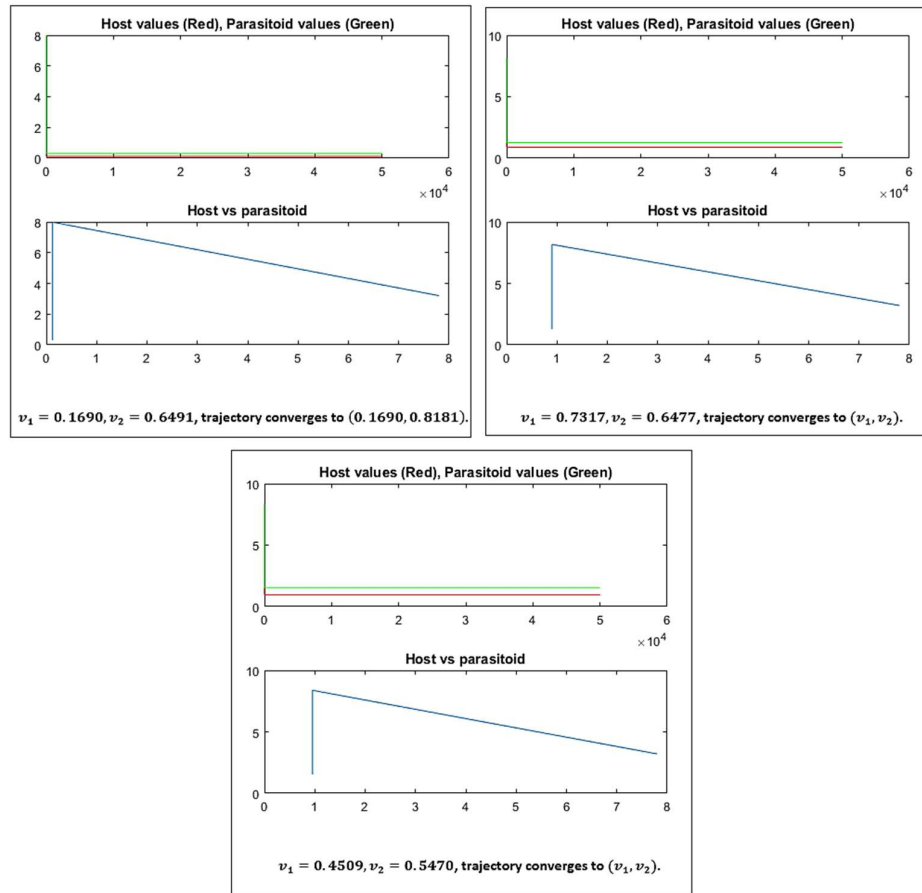 Host values (Red), Parasitoid values (Green)
8
6
4
2
0
0 1 2 3 4 5 6
×10⁴
Host vs parasitoid
8
6
4
2
0
0 1 2 3 4 5 6 7 8
v₁ = 0.1690, v₂ = 0.6491, trajectory converges to (0.1690, 0.8181).
Host values (Red), Parasitoid values (Green)
10
5
0
0 1 2 3 4 5 6
×10⁴
Host vs parasitoid
10
5
0
0 1 2 3 4 5 6 7 8
v₁ = 0.7317, v₂ = 0.6477, trajectory converges to (v₁, v₂).
Host values (Red), Parasitoid values (Green)
10
5
0
0 1 2 3 4 5 6
×10⁴
Host vs parasitoid
10
5
0
0 1 2 3 4 5 6 7 8
v₁ = 0.4509, v₂ = 0.5470, trajectory converges to (v₁, v₂).